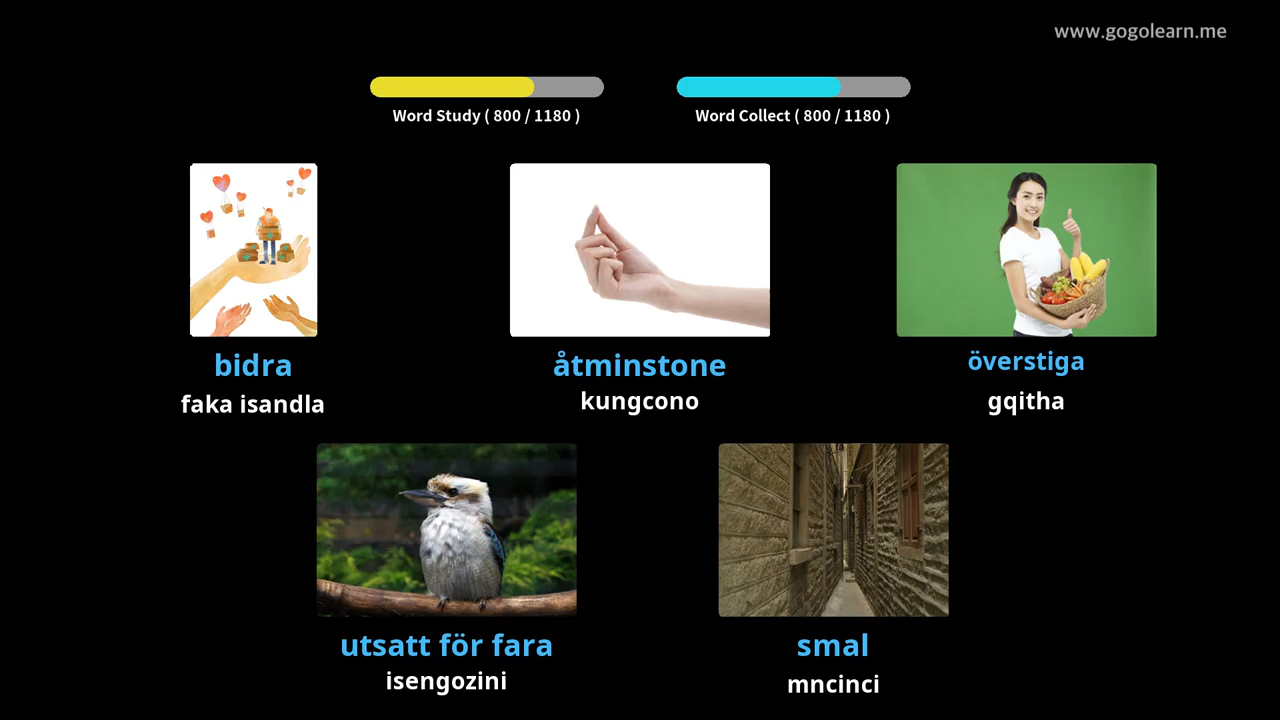 www.gogolearn.me
Word Study ( 800 / 1180 )
Word Collect ( 800 / 1180 )
bidra
faka isandla
åtminstone
kungcono
överstiga
gqitha
utsatt för fara
isengozini
smal
mncinci